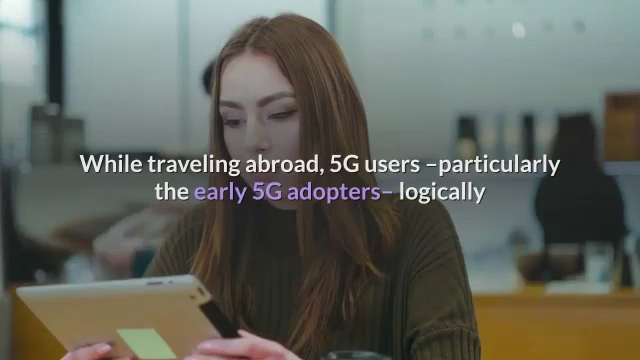 While traveling abroad, 5G users –particularly
the early 5G adopters– logically